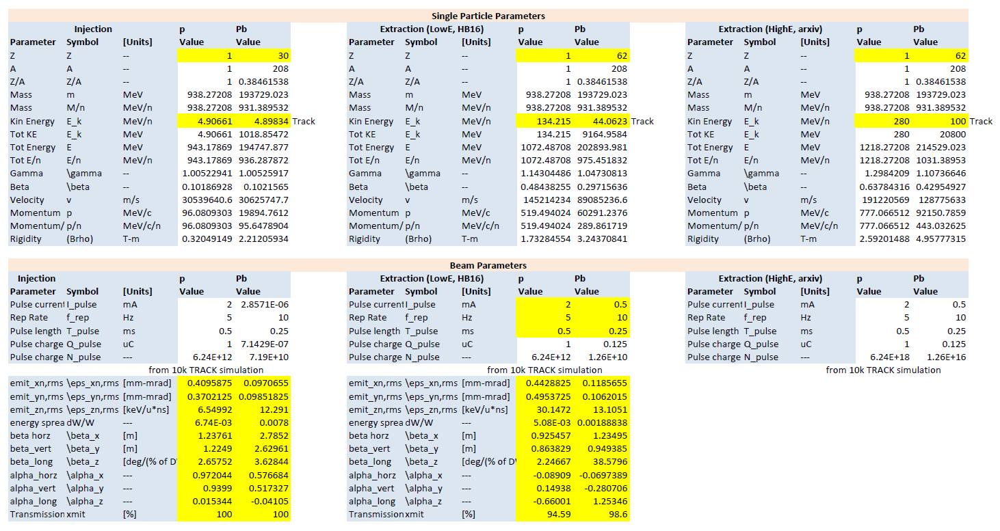 Single Particle Parameters
Injection p Pb Extraction (LowE, HB16) p Pb Extraction (HighE, arxiv) p Pb
Parameter Symbol [Units] Value Value Parameter Symbol [Units] Value Value Parameter Symbol [Units] Value Value
Z Z -- 1 30 Z Z -- 1 62 Z Z -- 1 62
A A -- 1 208 A A -- 1 208 A A -- 1 208
Z/A Z/A -- 1 0.38461538 Z/A Z/A -- 1 0.38461538 Z/A Z/A -- 1 0.38461538
Mass m MeV 938.27208 193729.023 Mass m MeV 938.27208 193729.023 Mass m MeV 938.27208 193729.023
Mass M/n MeV/n 938.27208 931.389532 Mass M/n MeV/n 938.27208 931.389532 Mass M/n MeV/n 938.27208 931.389532
Kin Energy E_k MeV/n 4.90661 4.89834 Track Kin Energy E_k MeV/n 134.215 44.0623 Track Kin Energy E_k MeV/n 280 100 Track
Tot KE E_k MeV 4.90661 1018.85472 Tot KE E_k MeV 134.215 9164.9584 Tot KE E_k MeV 280 20800
Tot Energy E MeV 943.17869 194747.877 Tot Energy E MeV 1072.48708 202893.981 Tot Energy E MeV 1218.27208 214529.023
Tot E/n E/n MeV/n 943.17869 936.287872 Tot E/n E/n MeV/n 1072.48708 975.451832 Tot E/n E/n MeV/n 1218.27208 1031.38953
Gamma \gamma -- 1.00522941 1.00525917 Gamma \gamma -- 1.14304486 1.04730813 Gamma \gamma -- 1.2984209 1.10736646
Beta \beta -- 0.10186928 0.1021565 Beta \beta -- 0.48438255 0.29715636 Beta \beta -- 0.63784316 0.42954927
Velocity v m/s 30539640.6 30625747.7 Velocity v m/s 145214234 89085236.6 Velocity v m/s 191220569 128775633
Momentum p MeV/c 96.0809303 19894.7612 Momentum p MeV/c 519.494024 60291.2376 Momentum p MeV/c 777.066512 92150.7859
Momentum/ p/n MeV/c/n 96.0809303 95.6478904 Momentum/ p/n MeV/c/n 519.494024 289.861719 Momentum/ p/n MeV/c/n 777.066512 443.032625
Rigidity (Brho) T-m 0.32049149 2.21205934 Rigidity (Brho) T-m 1.73284554 3.24370841 Rigidity (Brho) T-m 2.59201488 4.95777315
Beam Parameters
Injection p Pb Extraction (LowE, HB16) p Pb Extraction (HighE, arxiv) p Pb
Parameter Symbol [Units] Value Value Parameter Symbol [Units] Value Value Parameter Symbol [Units] Value Value
Pulse current I_pulse mA 2 2.8571E-06 Pulse current I_pulse mA 2 0.5 Pulse current I_pulse mA 2 0.5
Rep Rate f_rep Hz 5 10 Rep Rate f_rep Hz 5 10 Rep Rate f_rep Hz 5 10
Pulse length T_pulse ms 0.5 0.25 Pulse length T_pulse ms 0.5 0.25 Pulse length T_pulse ms 0.5 0.25
Pulse charge Q_pulse uC 1 7.1429E-07 Pulse charge Q_pulse uC 1 0.125 Pulse charge Q_pulse uC 1 0.125
Pulse charge N_pulse --- 6.24E+12 7.19E+10 Pulse charge N_pulse --- 6.24E+12 1.26E+10 Pulse charge N_pulse --- 6.24E+18 1.26E+16
from 10k TRACK simulation from 10k TRACK simulation from 10k TRACK simulation
emit_xn,rms \eps_xn,rms [mm-mrad] 0.4095875 0.0970655 emit_xn,rms \eps_xn,rms [mm-mrad] 0.4428825 0.1185655
emit_yn,rms \eps_yn,rms [mm-mrad] 0.3702125 0.09851825 emit_yn,rms \eps_yn,rms [mm-mrad] 0.4953725 0.1062015
emit_zn,rms \eps_zn,rms [keV/u*ns] 6.54992 12.291 emit_zn,rms \eps_zn,rms [keV/u*ns] 30.1472 13.1051
energy sprea dW/W --- 6.74E-03 0.0078 energy sprea dW/W --- 5.08E-03 0.00188838
beta horz \beta_x [m] 1.23761 2.7852 beta horz \beta_x [m] 0.925457 1.23495
beta_vert \beta_y [m] 1.2249 2.62961 beta_vert \beta_y [m] 0.863829 0.949385
beta_long \beta_z [deg/(% of D 2.65752 3.62844 beta_long \beta_z [deg/(% of D 2.24667 38.5796
alpha_horz \alpha_x --- 0.972044 0.576684 alpha_horz \alpha_x --- -0.08909 -0.0697389
alpha_vert \alpha_y --- 0.9399 0.517327 alpha_vert \alpha_y --- 0.14938 -0.280706
alpha_long \alpha_z --- 0.015344 -0.04105 alpha_long \alpha_z --- -0.66001 1.25346
Transmission xmit [%] 100 100 Transmission xmit [%] 94.59 98.6